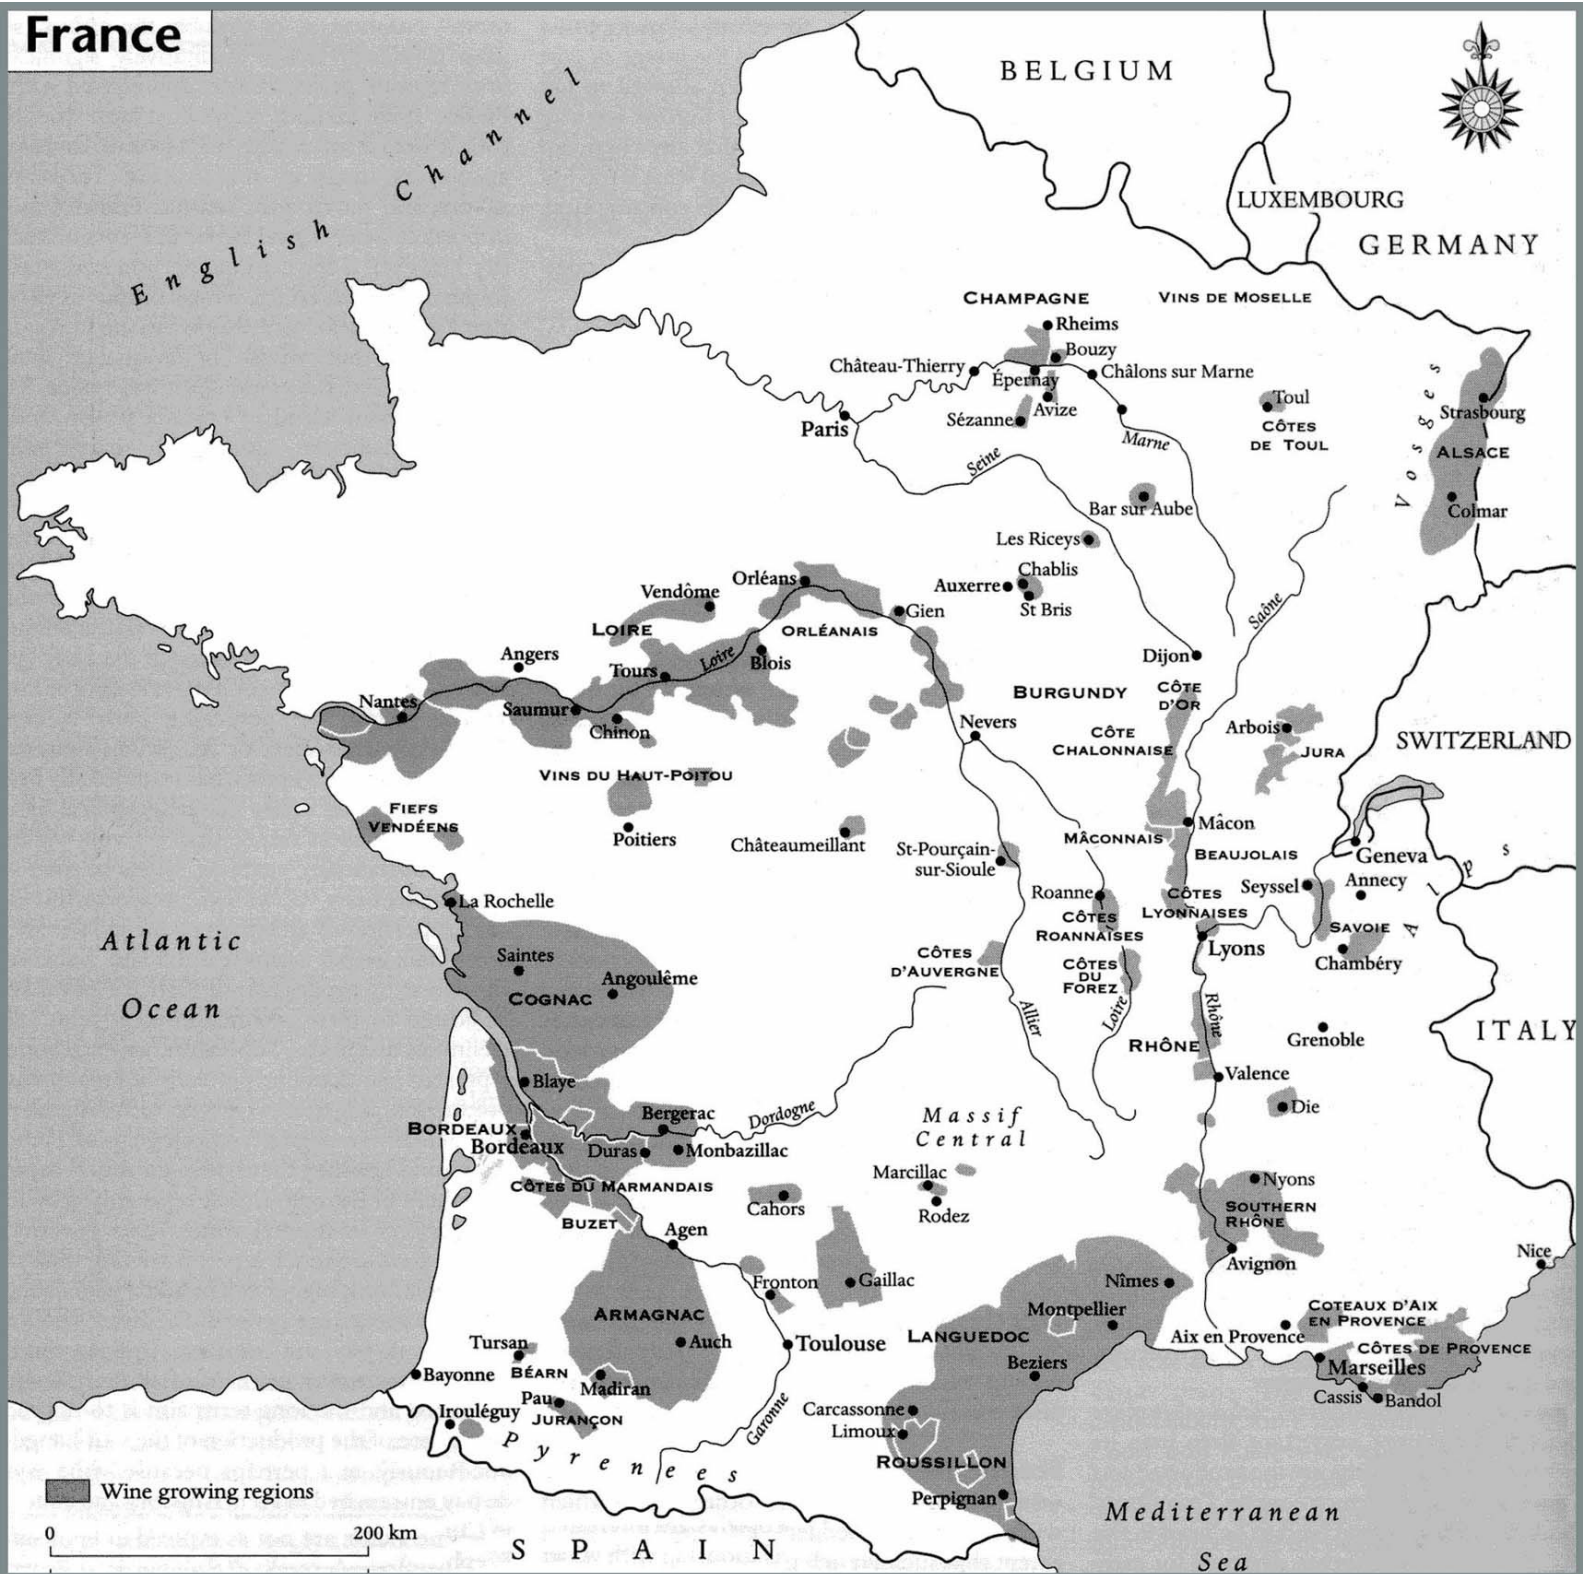 France
BELGIUM
English Channel
LUXEMBOURG
GERMANY
CHAMPAGNE
VINS DE MOSELLE
Rheims
Bouzy
Château-Thierry
Épernay
Châlons sur Marne
Avize
Sézanne
Paris
Marne
Toul
CÔTES
DE TOUL
Vosges
Strasbourg
ALSACE
Colmar
Seine
Bar sur Aube
Les Riceys
Chablis
Auxerre
St Bris
Saône
Orléans
Vendôme
Gien
LOIRE
ORLÉANAIS
Angers
Tours
Loire
Blois
Dijon
Nantes
Saumur
Chinon
BURGUNDY
CÔTE
D'OR
Nevers
CÔTE
CHALONNAISE
Arbois
JURA
SWITZERLAND
VINS DU HAUT-POITOU
FIEFS
VENDÉENS
Poitiers
Châteaumeillant
St-Pourçain-
sur-Sioule
MÂCONNAIS
Mâcon
BEAUJOLAIS
Geneva
Alps
Annecy
Seyssel
La Rochelle
Roanne
CÔTES
ROANNAISES
CÔTES
LYONNAISES
Lyons
SAVOIE
Chambéry
Atlantic
Ocean
Saintes
Angoulême
COGNAC
CÔTES
D'AUVERGNE
CÔTES
DU
FOREZ
Allier
Loire
Rhône
RHÔNE
Grenoble
ITALY
Blaye
Valence
Die
BORDEAUX
Bordeaux
Bergerac
Dordogne
Massif
Central
Duras
Monbazillac
CÔTES DU MARMANDAIS
Marcillac
Nyons
Cahors
Rodez
SOUTHERN
RHÔNE
BUZET
Agen
Avignon
Nice
Fronton
Gaillac
Nîmes
Montpellier
COTEAUX D'AIX
EN PROVENCE
ARMAGNAC
Auch
Toulouse
LANGUEDOC
Aix en Provence
CÔTES DE PROVENCE
Tursan
BÉARN
Beziers
Marseilles
Bayonne
Madiran
Cassis
Bandol
Pau
JURANÇON
Irouléguy
Garonne
Carcassonne
Limoux
Pyrenees
ROUSSILLON
Perpignan
Wine growing regions
0 200 km
SPAIN
Mediterranean
Sea